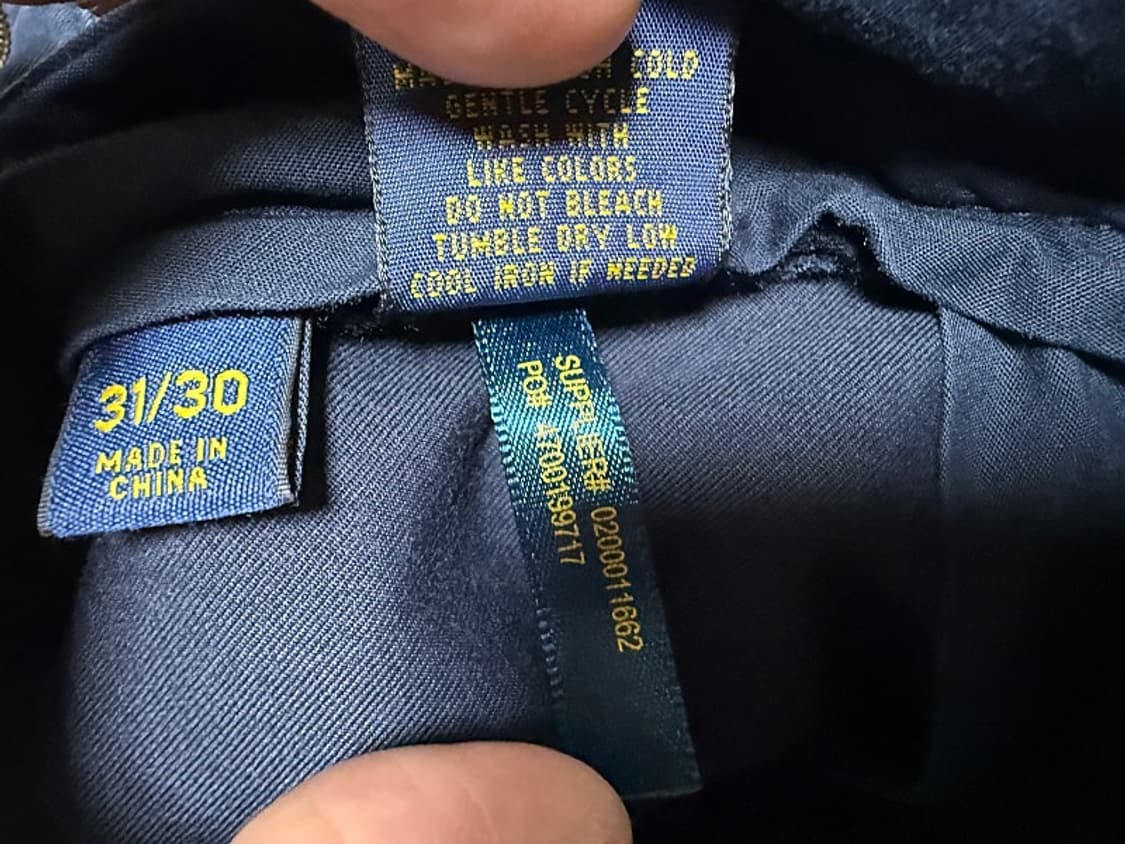 COLD
GENTLE CYCLE
WASH WITH
LIKE COLORS
DO NOT BLEACH
TUMBLE DRY LOW
COOL IRON IF NEEDED
31/30
MADE IN
CHINA
SUPPLIER# 0200011662
PO# 4700199717